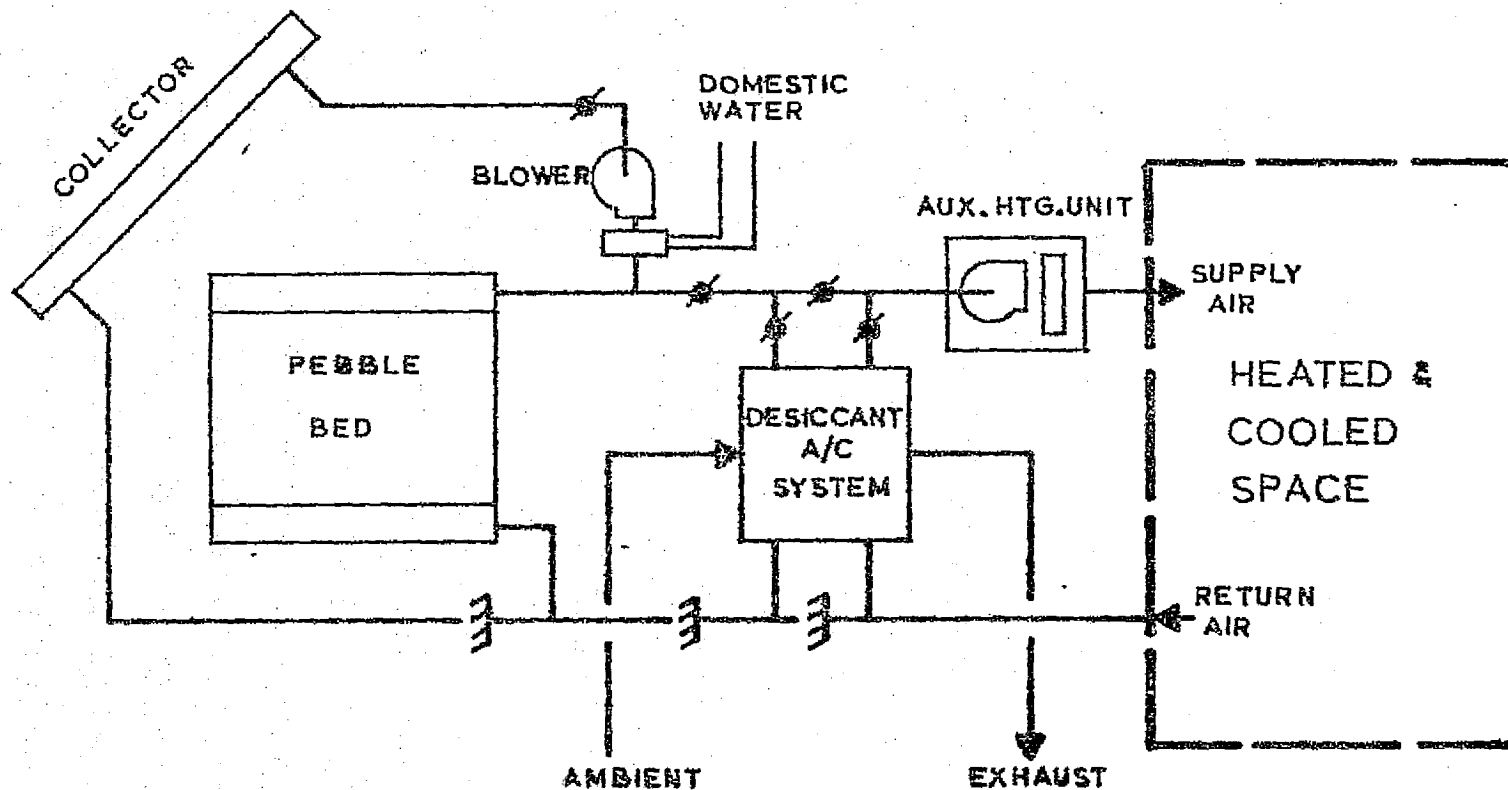 COLLECTOR
DOMESTIC
WATER
BLOWER
AUX. HTG. UNIT
SUPPLY
AIR
PEBBLE
BED
HEATED &
COOLED
SPACE
DESICCANT
A/C
SYSTEM
RETURN
AIR
AMBIENT
EXHAUST